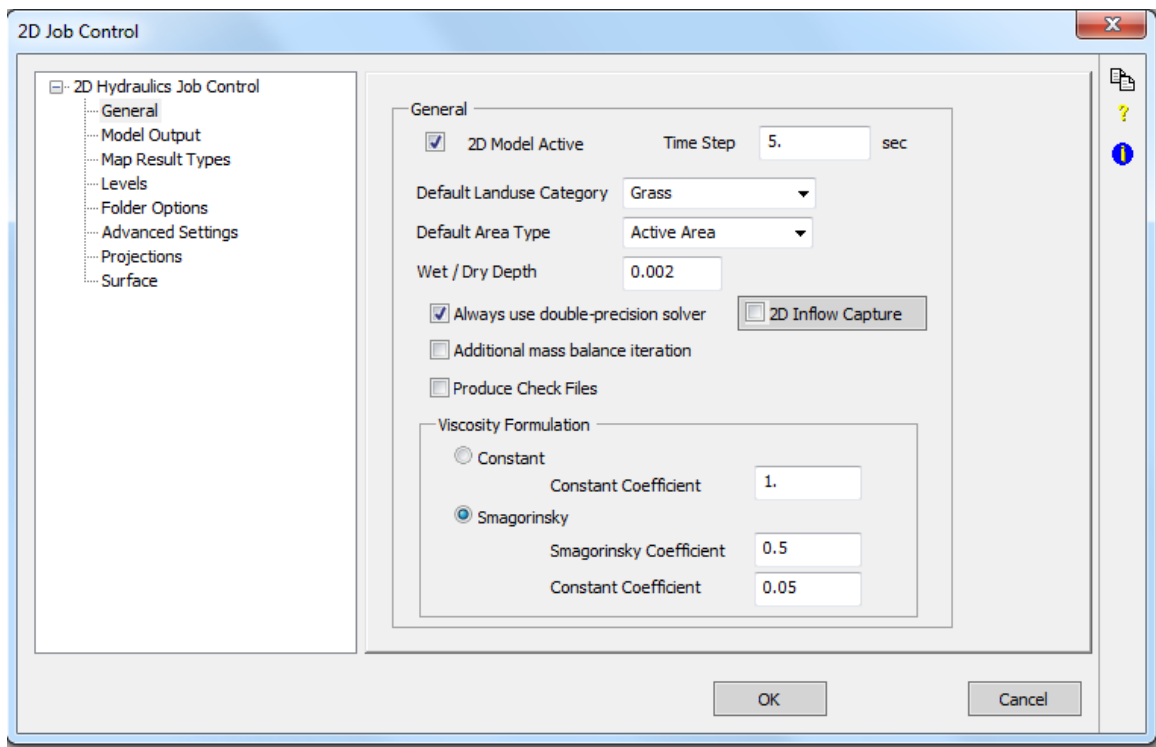 2D Job Control
2D Hydraulics Job Control
General
Model Output
Map Result Types
Levels
Folder Options
Advanced Settings
Projections
Surface
General
2D Model Active Time Step 5. sec
Default Landuse Category Grass
Default Area Type Active Area
Wet / Dry Depth 0.002
Always use double-precision solver 2D Inflow Capture
Additional mass balance iteration
Produce Check Files
Viscosity Formulation
Constant
Constant Coefficient 1.
Smagorinsky
Smagorinsky Coefficient 0.5
Constant Coefficient 0.05
OK Cancel